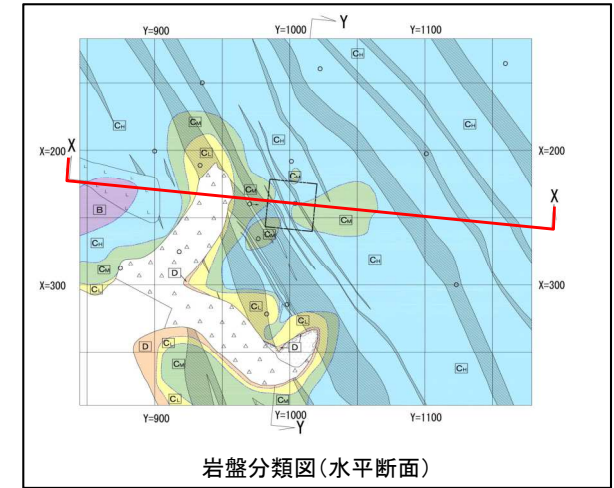 Y
Y=900
Y=1000
Y=1100
CH
CH
CM
CH
CH
X=200
X
CL
CM
X=200
CM
X
B
CM
CM
CH
D
CH
CM
X=300
CL
X=300
CL
CL
D
CL
D
CM
CH
CL
CM
Y=900
Y=1000
Y=1100
Y
岩盤分類図(水平断面)